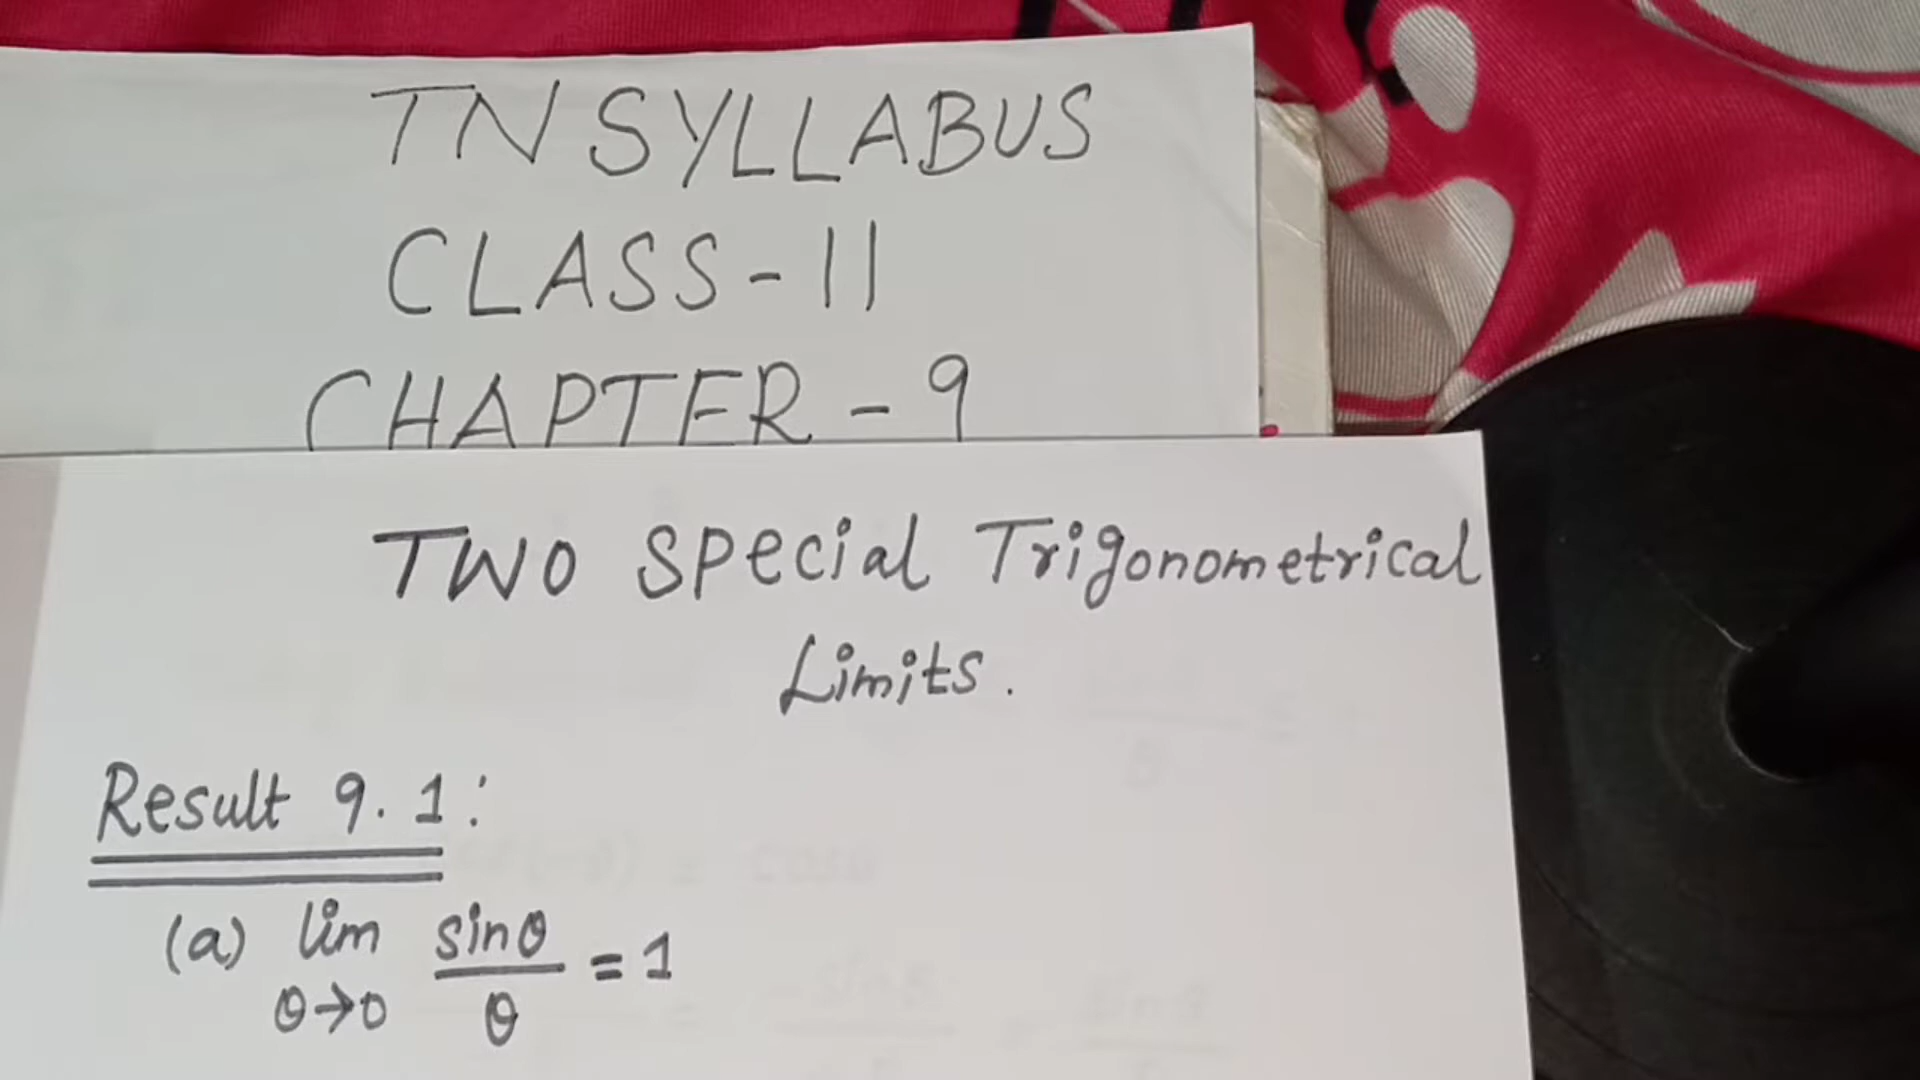 TN SYLLABUS
CLASS-11
CHAPTER-9
TWO Special Trigonometrical
Limits.
Result 9.1:
(a) lim sinθ/θ = 1
θ→0